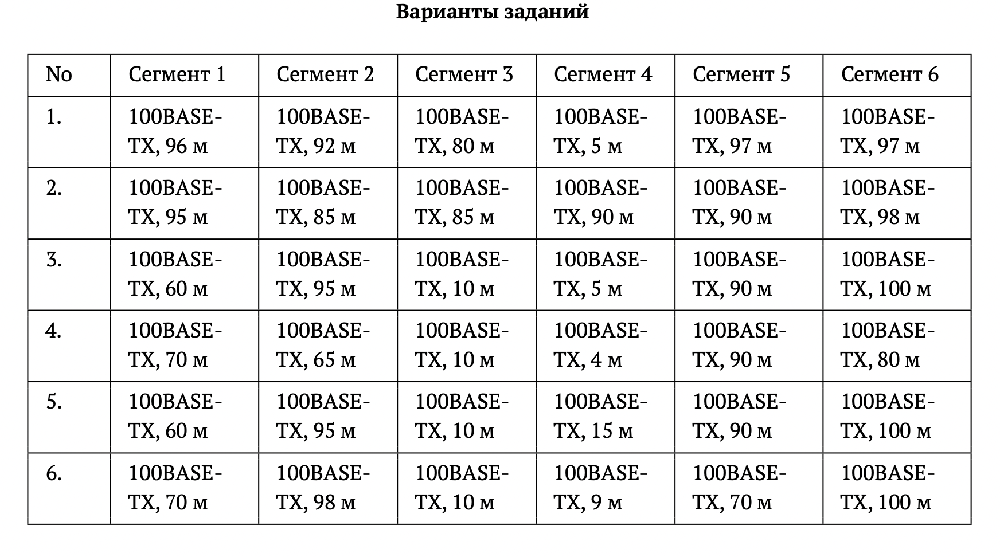 Варианты заданий
No Сегмент 1 Сегмент 2 Сегмент 3 Сегмент 4 Сегмент 5 Сегмент 6
1. 100BASE- 100BASE- 100BASE- 100BASE- 100BASE- 100BASE-
TX, 96 м TX, 92 м TX, 80 м TX, 5 м TX, 97 м TX, 97 м
2. 100BASE- 100BASE- 100BASE- 100BASE- 100BASE- 100BASE-
TX, 95 м TX, 85 м TX, 85 м TX, 90 м TX, 90 м TX, 98 м
3. 100BASE- 100BASE- 100BASE- 100BASE- 100BASE- 100BASE-
TX, 60 м TX, 95 м TX, 10 м TX, 5 м TX, 90 м TX, 100 м
4. 100BASE- 100BASE- 100BASE- 100BASE- 100BASE- 100BASE-
TX, 70 м TX, 65 м TX, 10 м TX, 4 м TX, 90 м TX, 80 м
5. 100BASE- 100BASE- 100BASE- 100BASE- 100BASE- 100BASE-
TX, 60 м TX, 95 м TX, 10 м TX, 15 м TX, 90 м TX, 100 м
6. 100BASE- 100BASE- 100BASE- 100BASE- 100BASE- 100BASE-
TX, 70 м TX, 98 м TX, 10 м TX, 9 м TX, 70 м TX, 100 м